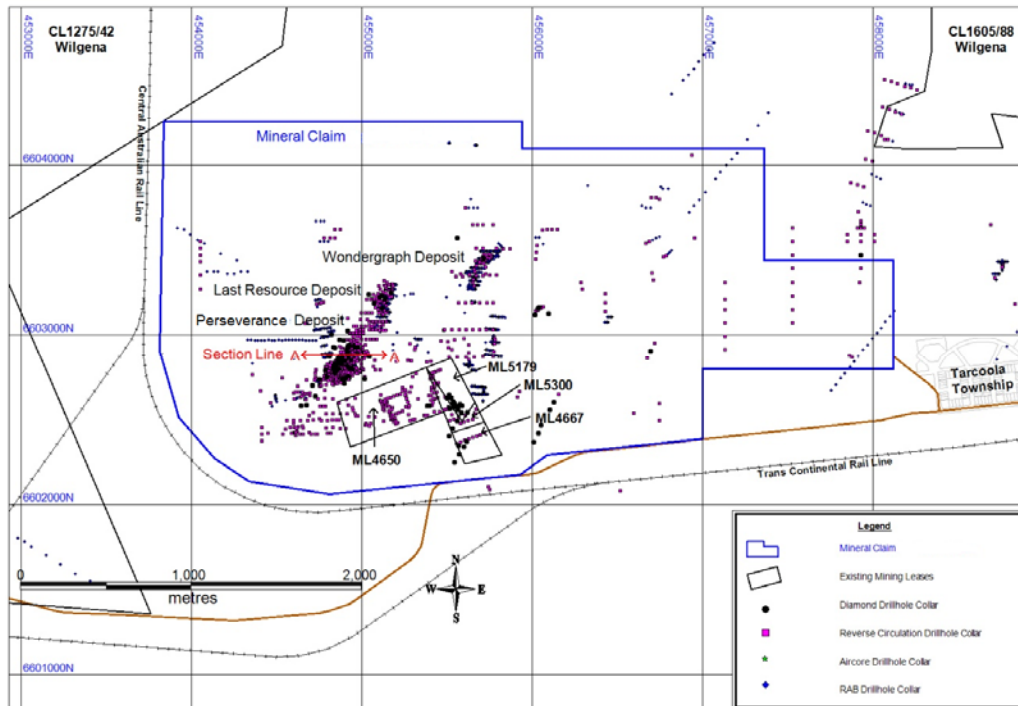 CL1275/42
Wilgena
453000E
454000E
455000E
456000E
457000E
458000E
CL1605/88
Wilgena
Central Australian Rail Line
Mineral Claim
6604000N
Wondergraph Deposit
Last Resource Deposit
Perseverance Deposit
6603000N
Section Line
A
A
ML5179
ML5300
ML4667
ML4650
Tarcoola
Township
Trans Continental Rail Line
6602000N
0
1,000
2,000
metres
N
W
E
S
6601000N
Legend
Mineral Claim
Existing Mining Leases
Diamond Drillhole Collar
Reverse Circulation Drillhole Collar
Aircore Drillhole Collar
RAB Drillhole Collar